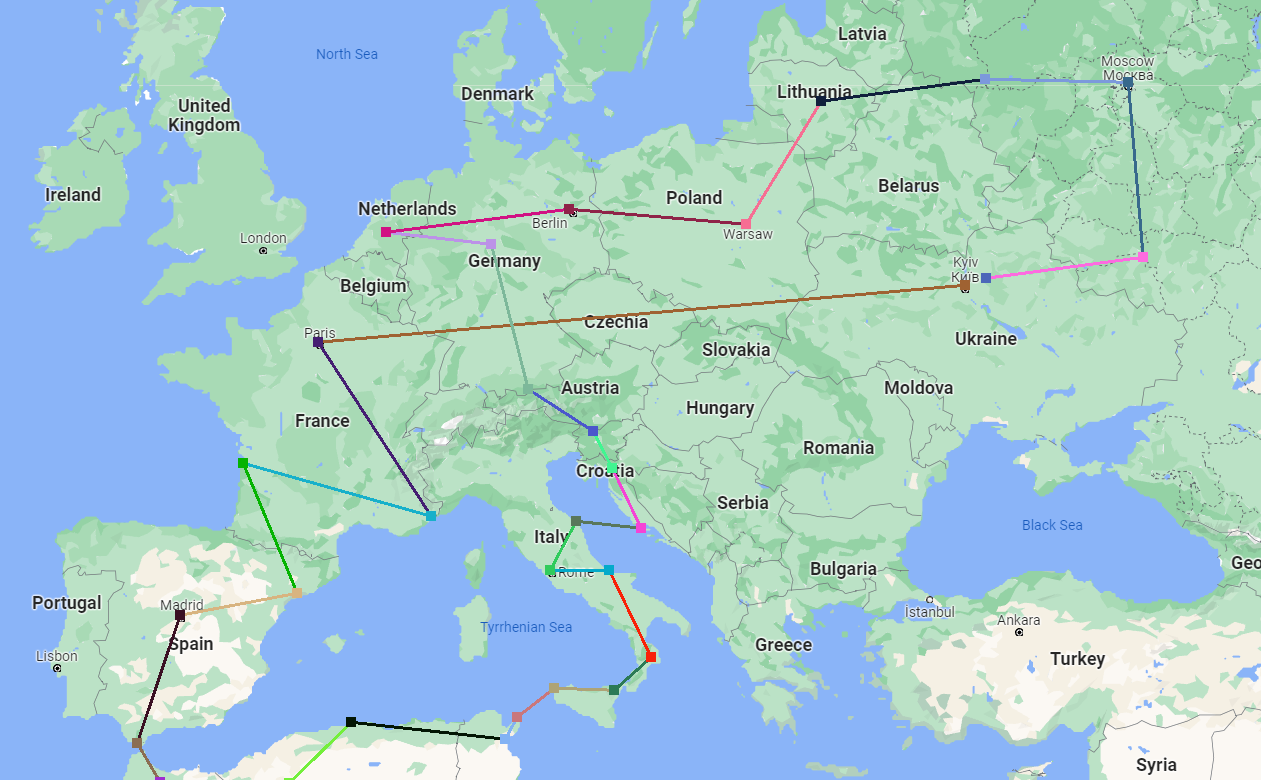 Latvia
North Sea
Moscow
Москва
Denmark
Lithuania
United
Kingdom
Belarus
Ireland
Poland
Netherlands
Berlin
Warsaw
London
Germany
Kyiv
Київ
Belgium
Czechia
Paris
Ukraine
Slovakia
Austria
Moldova
Hungary
France
Romania
Croatia
Serbia
Black Sea
Italy
Bulgaria
Geo
Rome
Portugal
Madrid
İstanbul
Ankara
Tyrrhenian Sea
Spain
Greece
Lisbon
Turkey
Syria